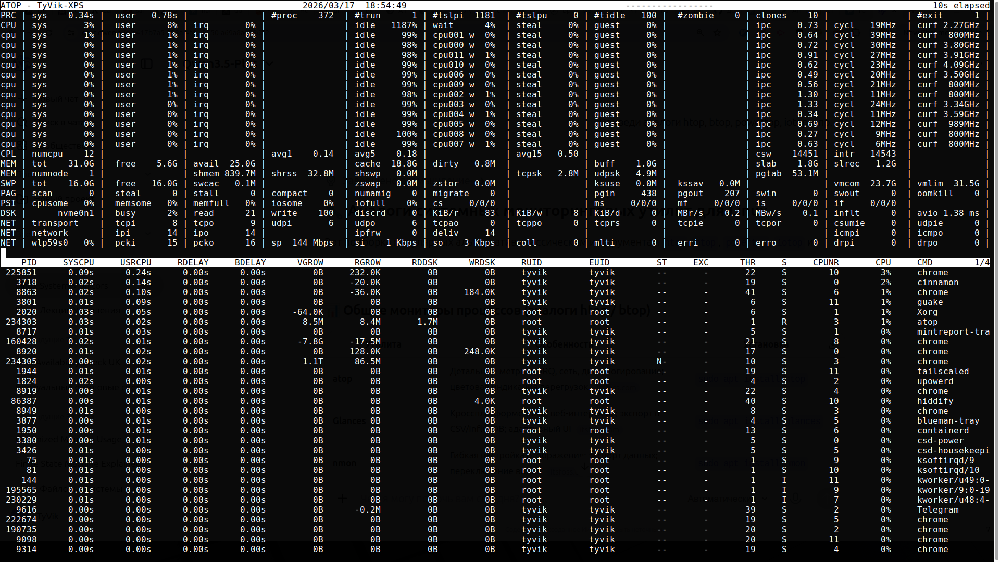 ATOP - TyVik-XPS 2026/03/17 18:54:49 ---------------- 10s elapsed
PRC | sys 0.34s | user 0.78s | | #proc 372 | #trun 1 | #tslpi 1181 | #tslpu 0 | #tidle 100 | #zombie 0 | clones 10 | | #exit 1 |
CPU | sys 3% | user 8% | irq 0% | | idle 1187% | wait 4% | steal 0% | guest 0% | | ipc 0.73 | cycl 19MHz | curf 2.27GHz |
cpu | sys 1% | user 1% | irq 0% | | idle 99% | cpu001 w 0% | steal 0% | guest 0% | | ipc 0.64 | cycl 39MHz | curf 800MHz |
cpu | sys 0% | user 1% | irq 0% | | idle 98% | cpu000 w 0% | steal 0% | guest 0% | | ipc 0.72 | cycl 30MHz | curf 3.80GHz |
cpu | sys 0% | user 1% | irq 0% | | idle 98% | cpu011 w 1% | steal 0% | guest 0% | | ipc 0.91 | cycl 27MHz | curf 3.91GHz |
cpu | sys 0% | user 1% | irq 0% | | idle 99% | cpu010 w 0% | steal 0% | guest 0% | | ipc 0.62 | cycl 23MHz | curf 4.09GHz |
cpu | sys 0% | user 1% | irq 0% | | idle 99% | cpu006 w 0% | steal 0% | guest 0% | | ipc 0.49 | cycl 20MHz | curf 3.50GHz |
cpu | sys 0% | user 1% | irq 0% | | idle 99% | cpu009 w 0% | steal 0% | guest 0% | | ipc 0.56 | cycl 21MHz | curf 800MHz |
cpu | sys 0% | user 1% | irq 0% | | idle 98% | cpu002 w 1% | steal 0% | guest 0% | | ipc 1.30 | cycl 11MHz | curf 800MHz |
cpu | sys 0% | user 0% | irq 0% | | idle 99% | cpu003 w 0% | steal 0% | guest 0% | | ipc 1.33 | cycl 24MHz | curf 3.34GHz |
cpu | sys 0% | user 0% | irq 0% | | idle 99% | cpu004 w 1% | steal 0% | guest 0% | | ipc 0.34 | cycl 11MHz | curf 3.59GHz |
cpu | sys 0% | user 0% | irq 0% | | idle 99% | cpu005 w 0% | steal 0% | guest 0% | | ipc 0.69 | cycl 12MHz | curf 989MHz |
cpu | sys 0% | user 0% | irq 0% | | idle 100% | cpu008 w 0% | steal 0% | guest 0% | | ipc 0.27 | cycl 9MHz | curf 800MHz |
cpu | sys 0% | user 0% | irq 0% | | idle 99% | cpu007 w 1% | steal 0% | guest 0% | | ipc 0.63 | cycl 6MHz | curf 800MHz |
CPL | numcpu 12 | | | avg1 0.14 | avg5 0.18 | | avg15 0.50 | | | csw 14451 | intr 14543 | |
MEM | tot 31.0G | free 5.6G | avail 25.0G | | cache 18.8G | dirty 0.8M | | buff 1.0G | | slab 1.8G | slrec 1.2G | |
MEM | numnode 1 | | shmem 839.7M | shrss 32.8M | shswp 0.0M | | tcpsk 2.8M | udpsk 4.9M | | pgtab 53.1M | | |
SWP | tot 16.0G | free 16.0G | swcac 0.1M | | zswap 0.0M | zstor 0.0M | | ksuse 0.0M | kssav 0.0M | | vmcom 23.7G | vmlim 31.5G |
PAG | scan 0 | steal 0 | stall 0 | compact 0 | numamig 0 | migrate 0 | | pgin 438 | pgout 207 | swin 0 | swout 0 | oomkill 0 |
PSI | cpusome 0% | memsome 0% | memfull 0% | iosome 0% | iofull 0% | cs 0/0/0 | | ms 0/0/0 | mf 0/0/0 | is 0/0/0 | if 0/0/0 | |
DSK | nvme0n1 | busy 2% | read 21 | write 100 | discrd 0 | KiB/r 83 | KiB/w 8 | KiB/d 0 | MBr/s 0.2 | MBw/s 0.1 | inflt 0 | avio 1.38 ms |
NET | transport | tcpi 8 | tcpo 9 | udpi 6 | udpo 6 | tcpao 0 | tcppo 0 | tcprs 0 | tcpie 0 | tcpor 0 | csumie 0 | udpie 0 |
NET | network | ipi 14 | ipo 14 | | ipfrw 0 | deliv 14 | | | | | icmpi 0 | icmpo 0 |
NET | wlp59s0 0% | pcki 15 | pcko 16 | sp 144 Mbps | si 1 Kbps | so 3 Kbps | coll 0 | mlti 0 | erri 0 | erro 0 | drpi 0 | drpo 0 |
PID SYSCPU USRCPU RDELAY BDELAY VGROW RGROW RDDSK WRDSK RUID EUID ST EXC THR S CPUNR CPU CMD 1/4
225851 0.09s 0.24s 0.00s 0.00s 0B 232.0K 0B 0B tyvik tyvik -- - 22 S 10 3% chrome
3718 0.02s 0.14s 0.00s 0.00s 0B -20.0K 0B 0B tyvik tyvik -- - 19 S 0 2% cinnamon
8863 0.02s 0.10s 0.00s 0.00s 0B -36.0K 0B 184.0K tyvik tyvik -- - 41 S 6 1% chrome
3801 0.01s 0.09s 0.00s 0.00s 0B 0B 0B 0B tyvik tyvik -- - 6 S 11 1% guake
2020 0.03s 0.05s 0.00s 0.00s -64.0K 0B 0B 0B root root -- - 6 S 1 1% Xorg
234303 0.03s 0.02s 0.00s 0.00s 8.5M 8.4M 1.7M 0B root root -- - 1 R 3 1% atop
8717 0.01s 0.03s 0.00s 0.00s 0B 0B 0B 0B tyvik tyvik -- - 5 S 1 0% mintreport-tra
160428 0.02s 0.01s 0.00s 0.00s -7.8G -17.5M 0B 0B tyvik tyvik -- - 21 S 8 0% chrome
8920 0.01s 0.02s 0.00s 0.00s 0B 128.0K 0B 248.0K tyvik tyvik -- - 17 S 0 0% chrome
234305 0.00s 0.02s 0.00s 0.00s 1.1T 86.5M 0B 0B tyvik tyvik N- - 10 S 3 0% chrome
1944 0.01s 0.01s 0.00s 0.00s 0B 0B 0B 0B root root -- - 19 S 11 0% tailscaled
1824 0.02s 0.00s 0.00s 0.00s 0B 0B 0B 0B root root -- - 4 S 2 0% upowerd
8919 0.00s 0.01s 0.00s 0.00s 0B 0B 0B 0B tyvik tyvik -- - 22 S 4 0% chrome
86387 0.00s 0.01s 0.00s 0.00s 0B 0B 0B 4.0K root root -- - 40 S 10 0% hiddify
8949 0.01s 0.00s 0.00s 0.00s 0B 0B 0B 0B tyvik tyvik -- - 8 S 3 0% chrome
3877 0.00s 0.01s 0.00s 0.00s 0B 0B 0B 0B tyvik tyvik -- - 4 S 5 0% blueman-tray
1950 0.00s 0.01s 0.00s 0.00s 0B 0B 0B 0B root root -- - 13 S 6 0% containerd
3380 0.00s 0.01s 0.00s 0.00s 0B 0B 0B 0B tyvik tyvik -- - 5 S 0 0% csd-power
3426 0.01s 0.00s 0.00s 0.00s 0B 0B 0B 0B tyvik tyvik -- - 5 S 5 0% csd-housekeepi
75 0.01s 0.00s 0.00s 0.00s 0B 0B 0B 0B root root -- - 1 S 9 0% ksoftirqd/9
81 0.01s 0.00s 0.00s 0.00s 0B 0B 0B 0B root root -- - 1 S 10 0% ksoftirqd/10
144 0.01s 0.00s 0.00s 0.00s 0B 0B 0B 0B root root -- - 1 I 11 0% kworker/u49:0-
195565 0.01s 0.00s 0.00s 0.00s 0B 0B 0B 0B root root -- - 1 I 9 0% kworker/9:0-i9
230229 0.01s 0.00s 0.00s 0.00s 0B 0B 0B 0B root root -- - 1 I 7 0% kworker/u48:4-
9616 0.00s 0.00s 0.00s 0.00s 0B -0.2M 0B 0B tyvik tyvik -- - 39 S 2 0% Telegram
222674 0.00s 0.00s 0.00s 0.00s 0B 0B 0B 0B tyvik tyvik -- - 19 S 5 0% chrome
190735 0.00s 0.00s 0.00s 0.00s 0B 0B 0B 0B tyvik tyvik -- - 20 S 2 0% chrome
9098 0.00s 0.00s 0.00s 0.00s 0B 0B 0B 0B tyvik tyvik -- - 20 S 11 0% chrome
9314 0.00s 0.00s 0.00s 0.00s 0B 0B 0B 0B tyvik tyvik -- - 19 S 4 0% chrome